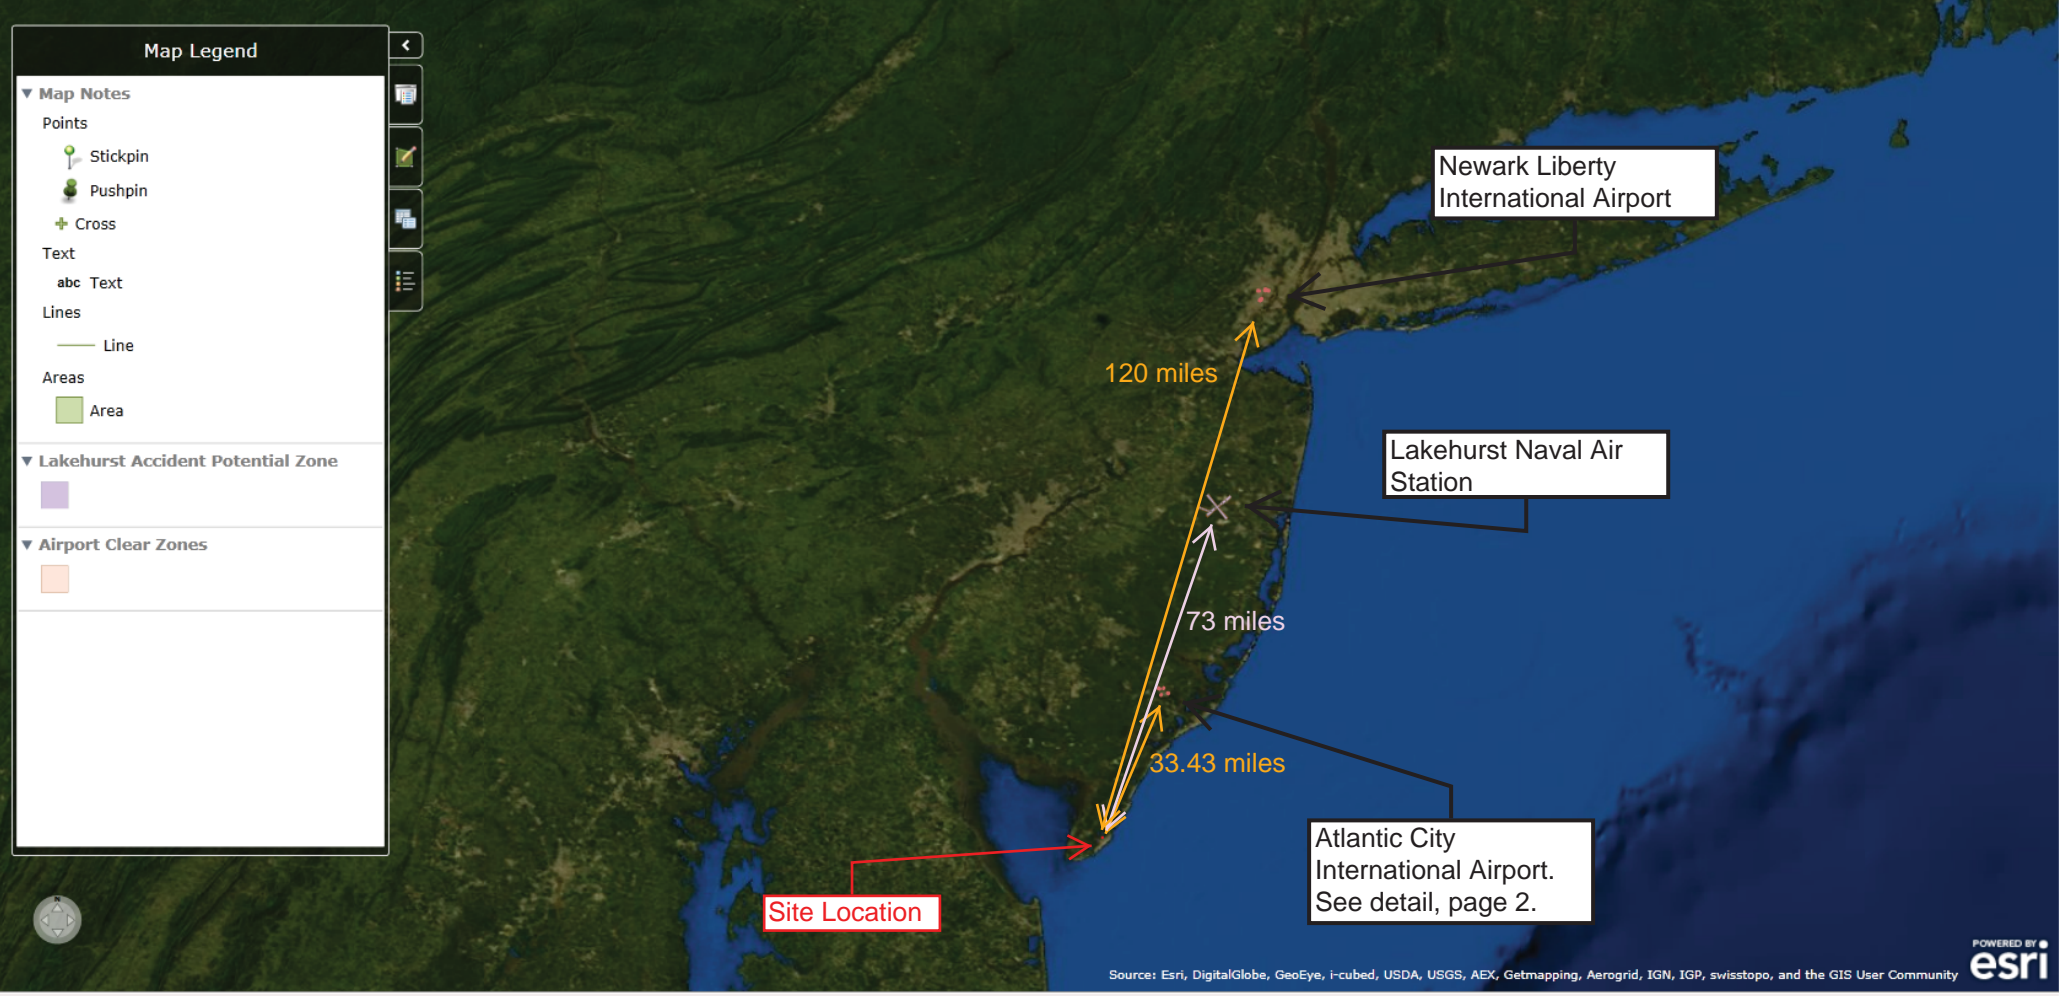 Map Legend
Map Notes
Points
Stickpin
Pushpin
Cross
Text
abc Text
Lines
Line
Areas
Area
Lakehurst Accident Potential Zone
Airport Clear Zones
Newark Liberty
International Airport
120 miles
Lakehurst Naval Air
Station
73 miles
33.43 miles
Atlantic City
International Airport.
See detail, page 2.
Site Location
N
POWERED BY
esri
Source: Esri, DigitalGlobe, GeoEye, i-cubed, USDA, USGS, AEX, Getmapping, Aerogrid, IGN, IGP, swisstopo, and the GIS User Community